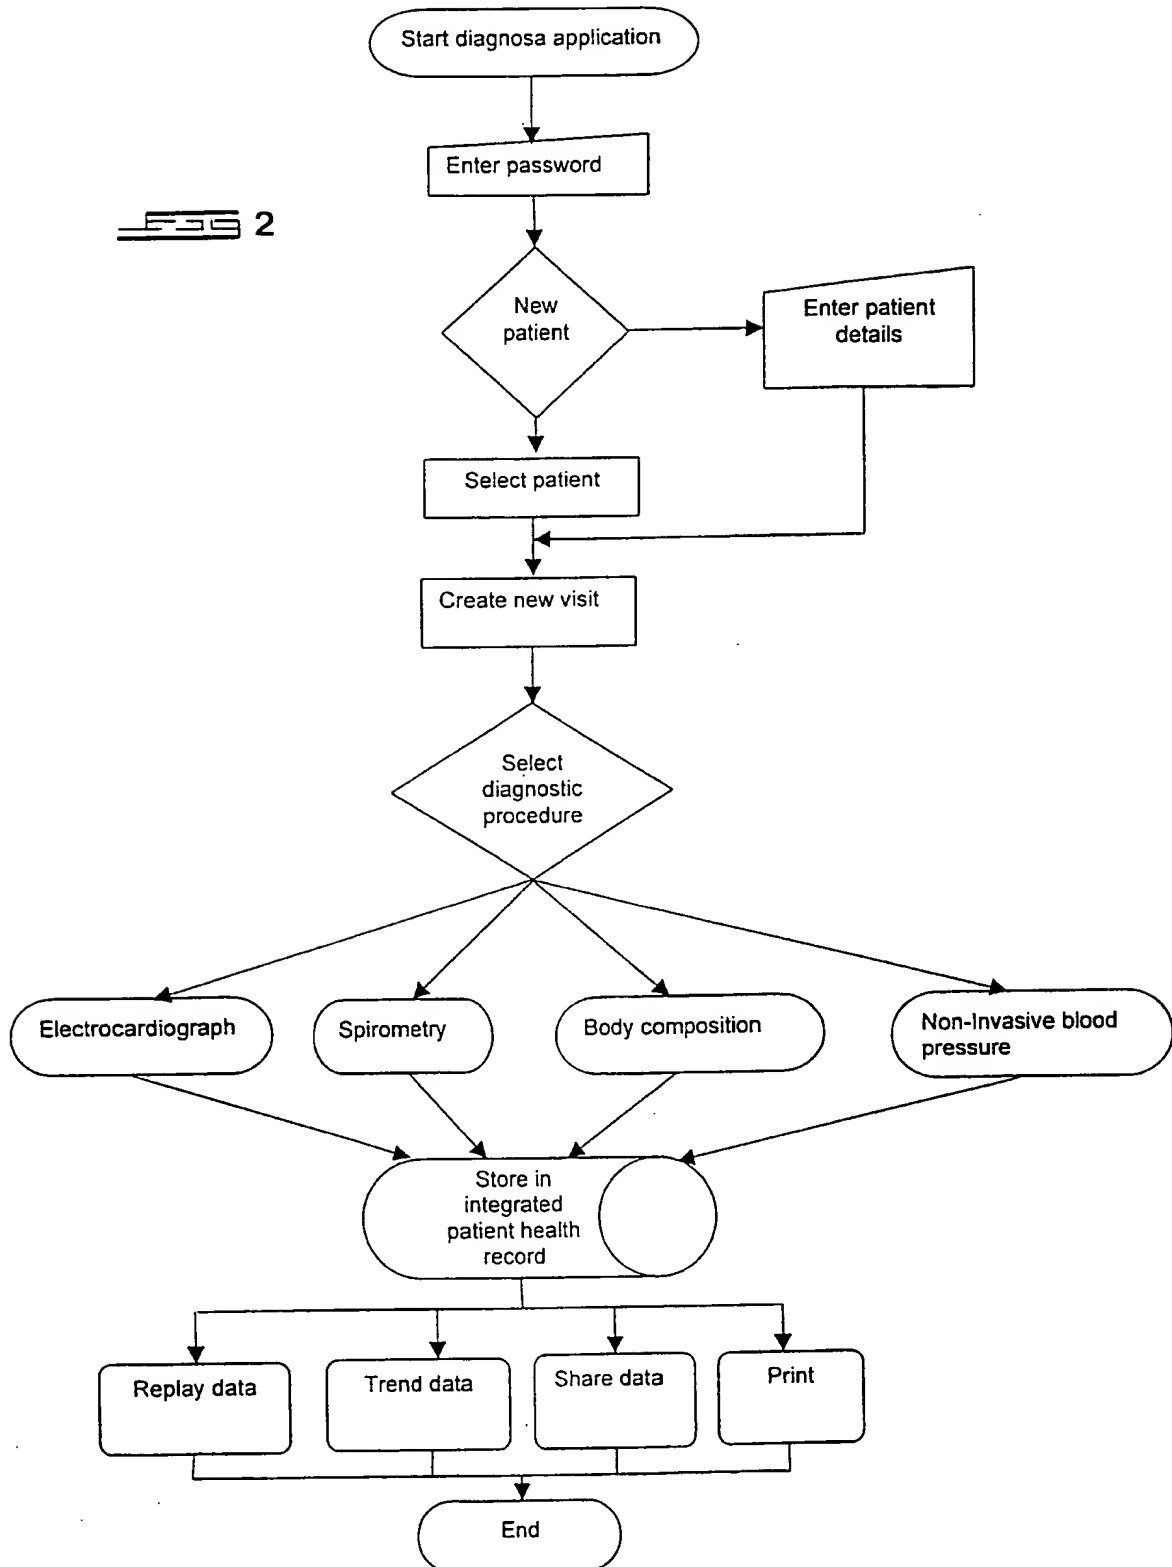 Start diagnosa application
Enter password
FIG 2
New
patient
Enter patient
details
Select patient
Create new visit
Select
diagnostic
procedure
Electrocardiograph
Spirometry
Body composition
Non-Invasive blood
pressure
Store in
integrated
patient health
record
Replay data
Trend data
Share data
Print
End